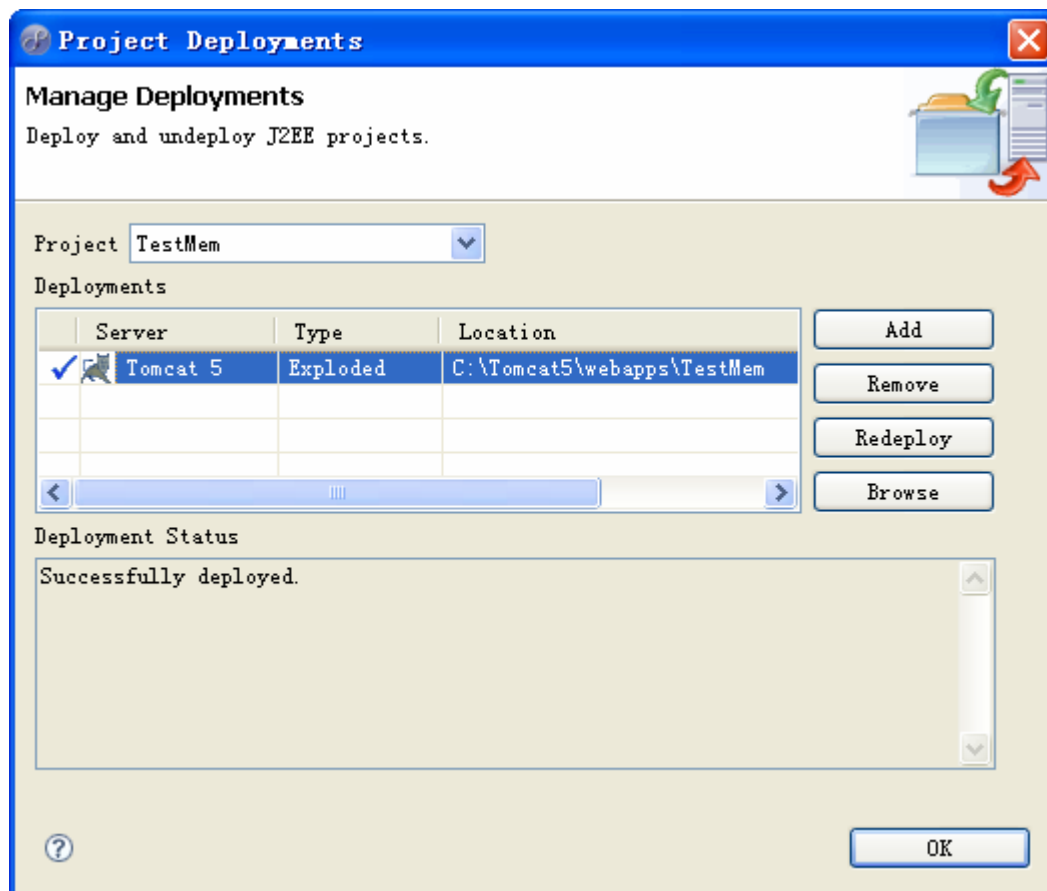 Project Deployments
Manage Deployments
Deploy and undeploy J2EE projects.
Project TestMem
Deployments
Server Type Location
Add
Tomcat 5 Exploded C:\Tomcat5\webapps\TestMem
Remove
Redeploy
Browse
Deployment Status
Successfully deployed.
?
OK